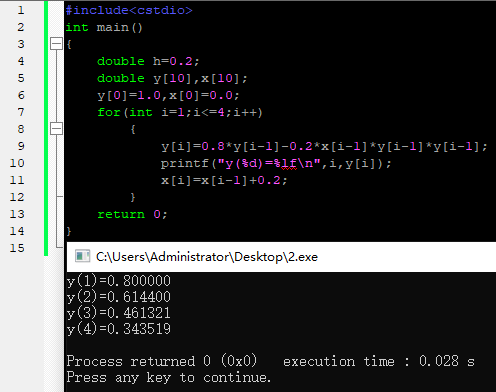 1 #include<cstdio>
2 int main()
3 {
4 double h=0.2;
5 double y[10],x[10];
6 y[0]=1.0,x[0]=0.0;
7 for(int i=1;i<=4;i++)
8 {
9 y[i]=0.8*y[i-1]-0.2*x[i-1]*y[i-1]*y[i-1];
10 printf("y(%d)=%lf\n",i,y[i]);
11 x[i]=x[i-1]+0.2;
12 }
13 return 0;
14 }
15
C:\Users\Administrator\Desktop\2.exe
y(1)=0.800000
y(2)=0.614400
y(3)=0.461321
y(4)=0.343519
Process returned 0 (0x0) execution time : 0.028 s
Press any key to continue.